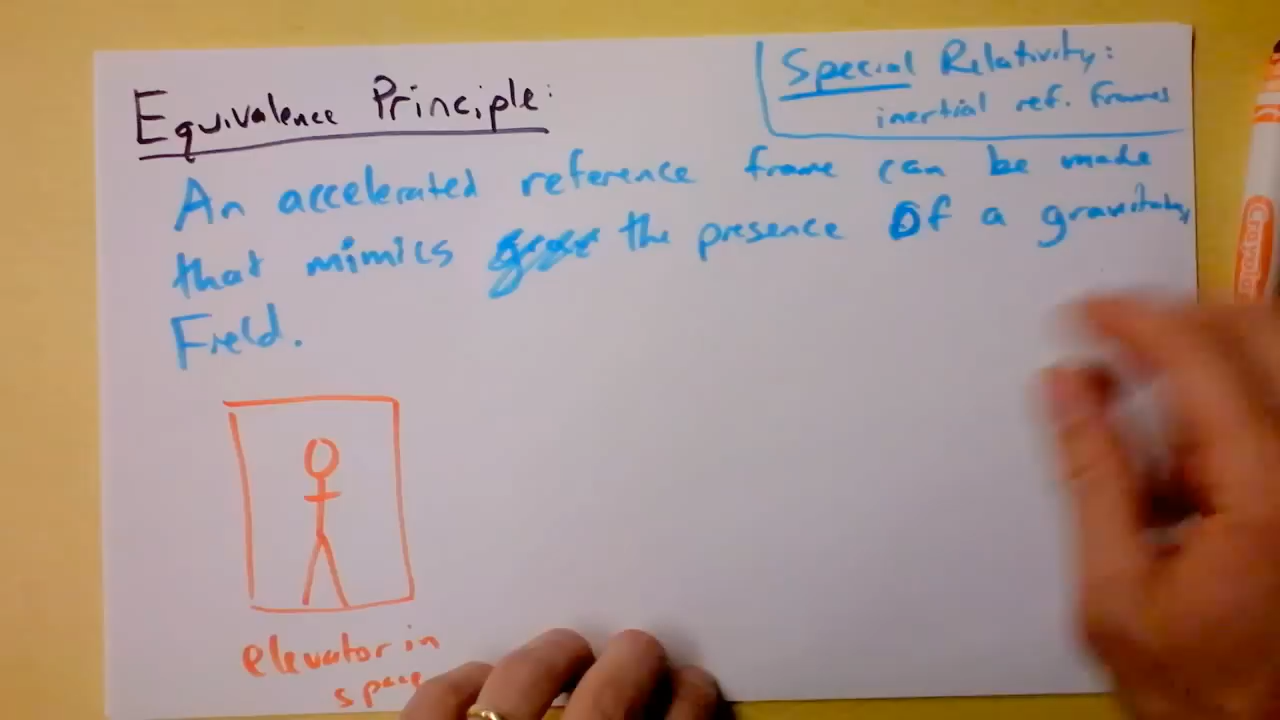 Equivalence Principle:
Special Relativity:
inertial ref. Frames
An accelerated reference frame can be made
that mimics the presence Of a
Field.
elevator in
space
Crayola